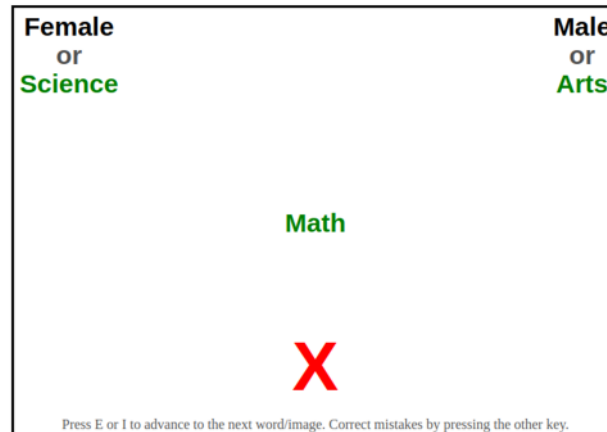 Female
or
Science
Male
or
Arts
Math
X
Press E or I to advance to the next word/image. Correct mistakes by pressing the other key.